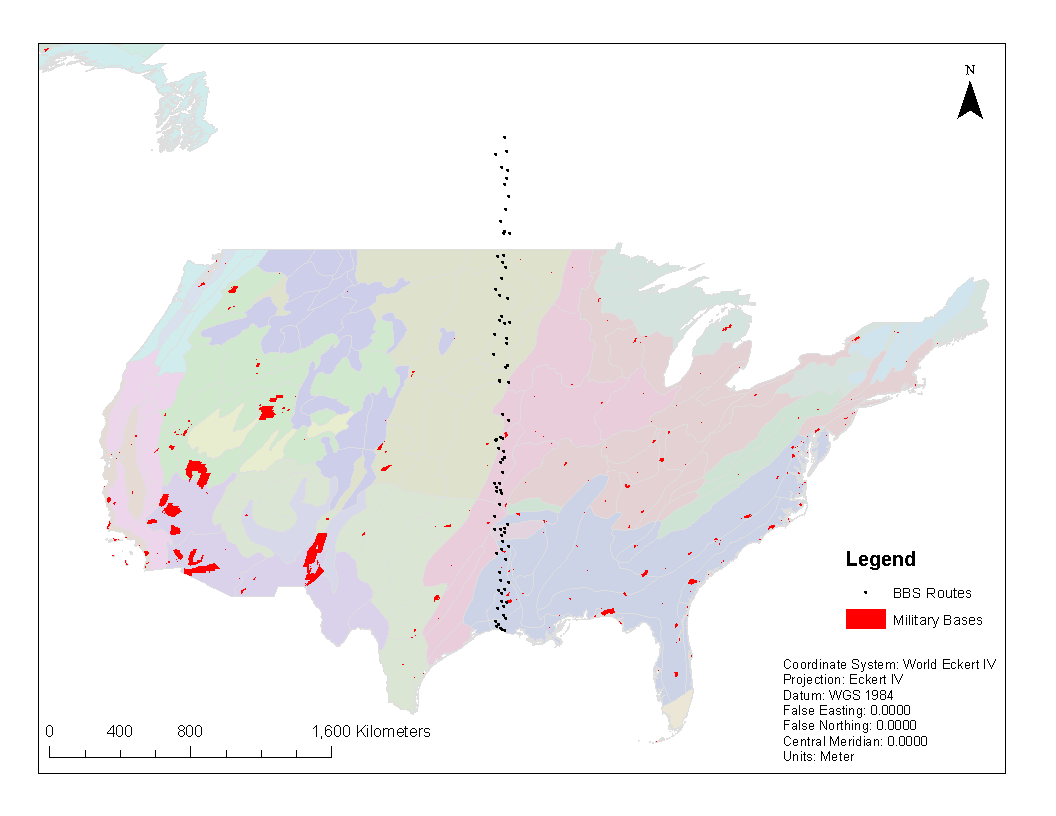 N
Legend
BBS Routes
Military Bases
Coordinate System: World Eckert IV
Projection: Eckert IV
Datum: WGS 1984
False Easting: 0.0000
False Northing: 0.0000
Central Meridian: 0.0000
Units: Meter
0 400 800 1,600 Kilometers